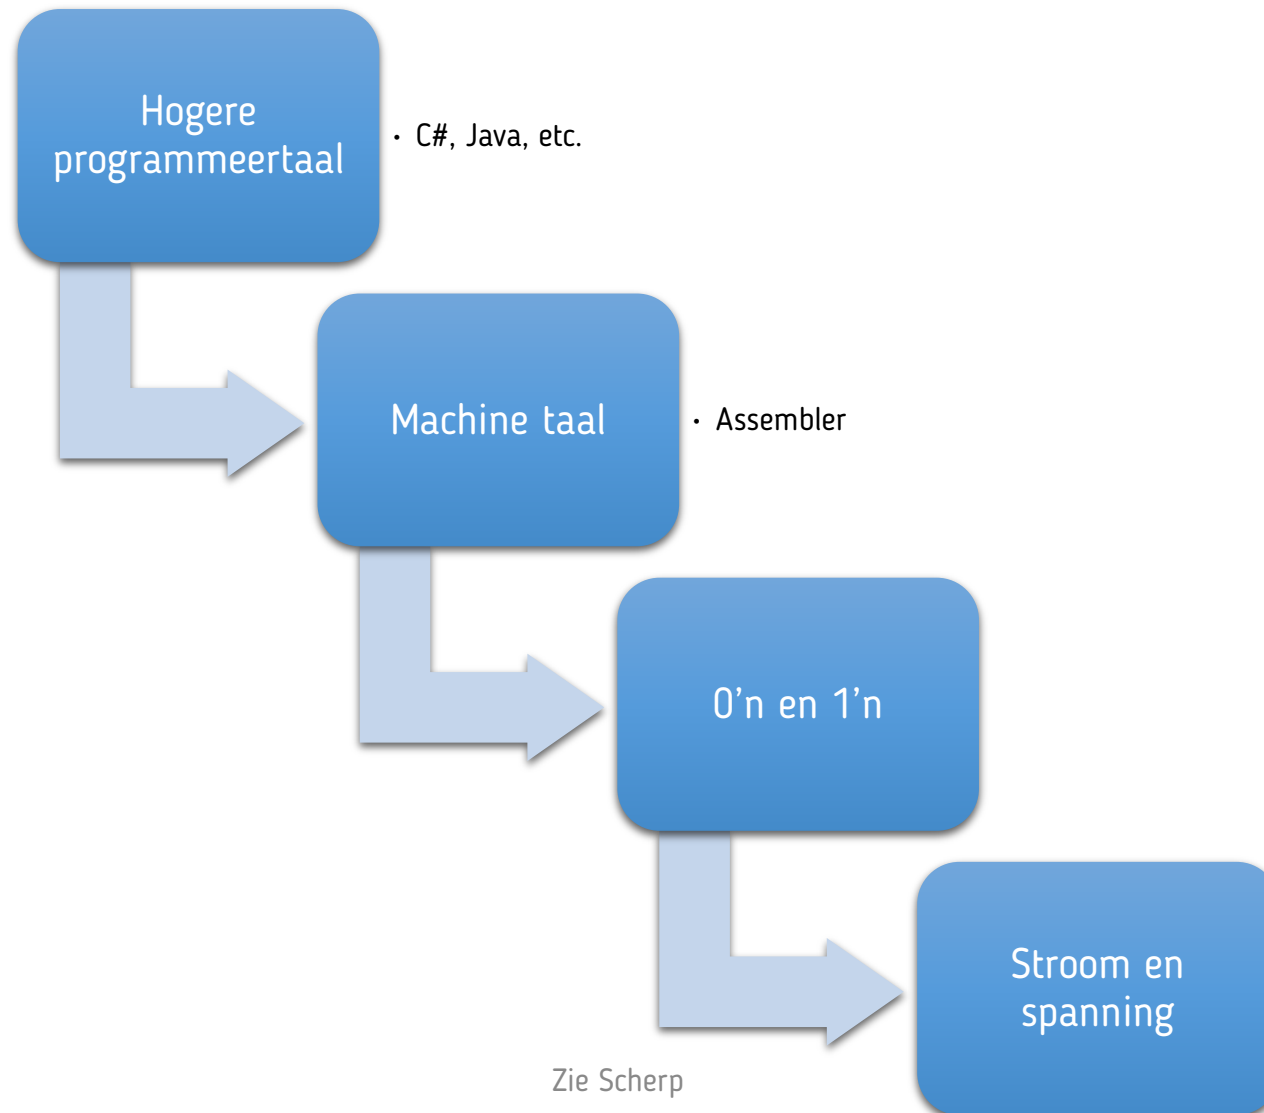 Hogere
programmeertaal
• C#, Java, etc.
Machine taal
• Assembler
0'n en 1'n
Stroom en
spanning
Zie Scherp